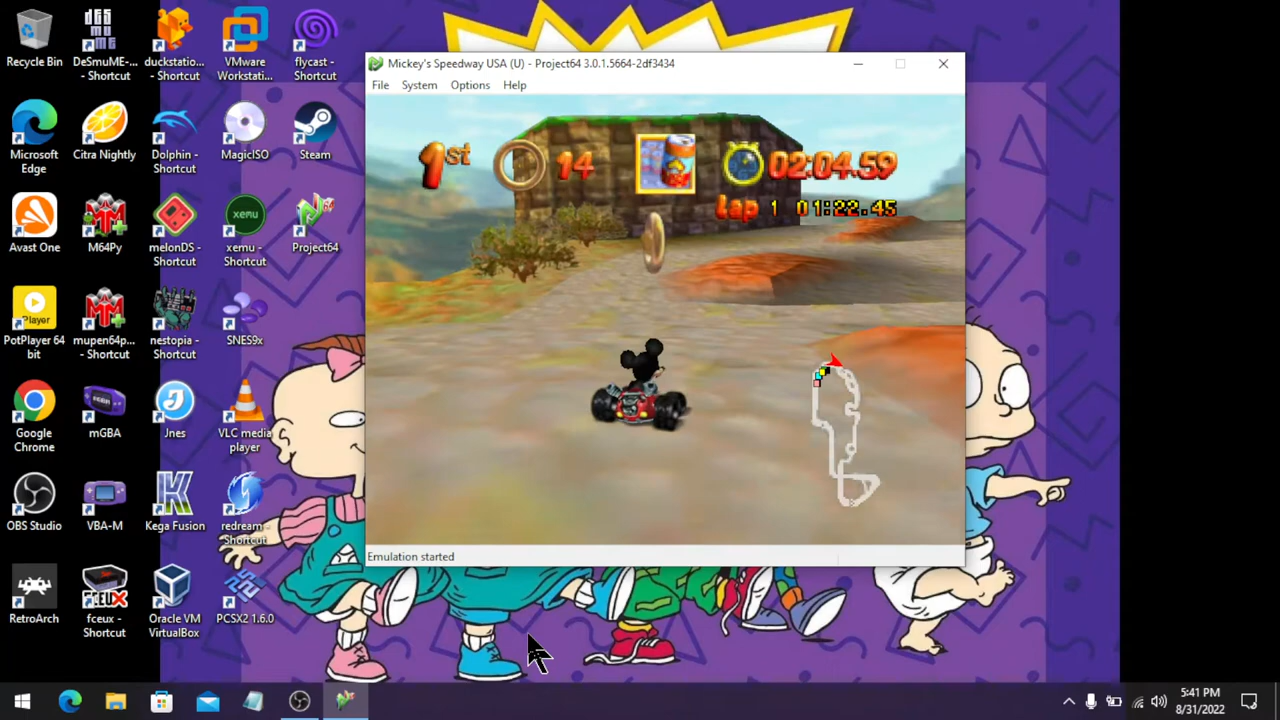 Mickey's Speedway USA (U) - Project64 3.0.1.5664-2df3434
File System Options Help
1st 14 02:04.59
Lap 1 01:22.45
Emulation started
Recycle Bin
DeSmuME-... - Shortcut
duckstatio... - Shortcut
VMware Workstati...
flycast - Shortcut
Microsoft Edge
Citra Nightly
Dolphin - Shortcut
MagicISO
Steam
Avast One
M64Py
melonDS - Shortcut
xemu
xemu - Shortcut
Project64
Player
PotPlayer 64 bit
mupen64p... - Shortcut
nestopia - Shortcut
SNES9x
Google Chrome
mGBA
Jnes
VLC media player
OBS Studio
VBA-M
Kega Fusion
redream - Shortcut
RetroArch
FCEUX
fceux - Shortcut
Oracle VM VirtualBox
PCSX2 1.6.0
5:41 PM
8/31/2022